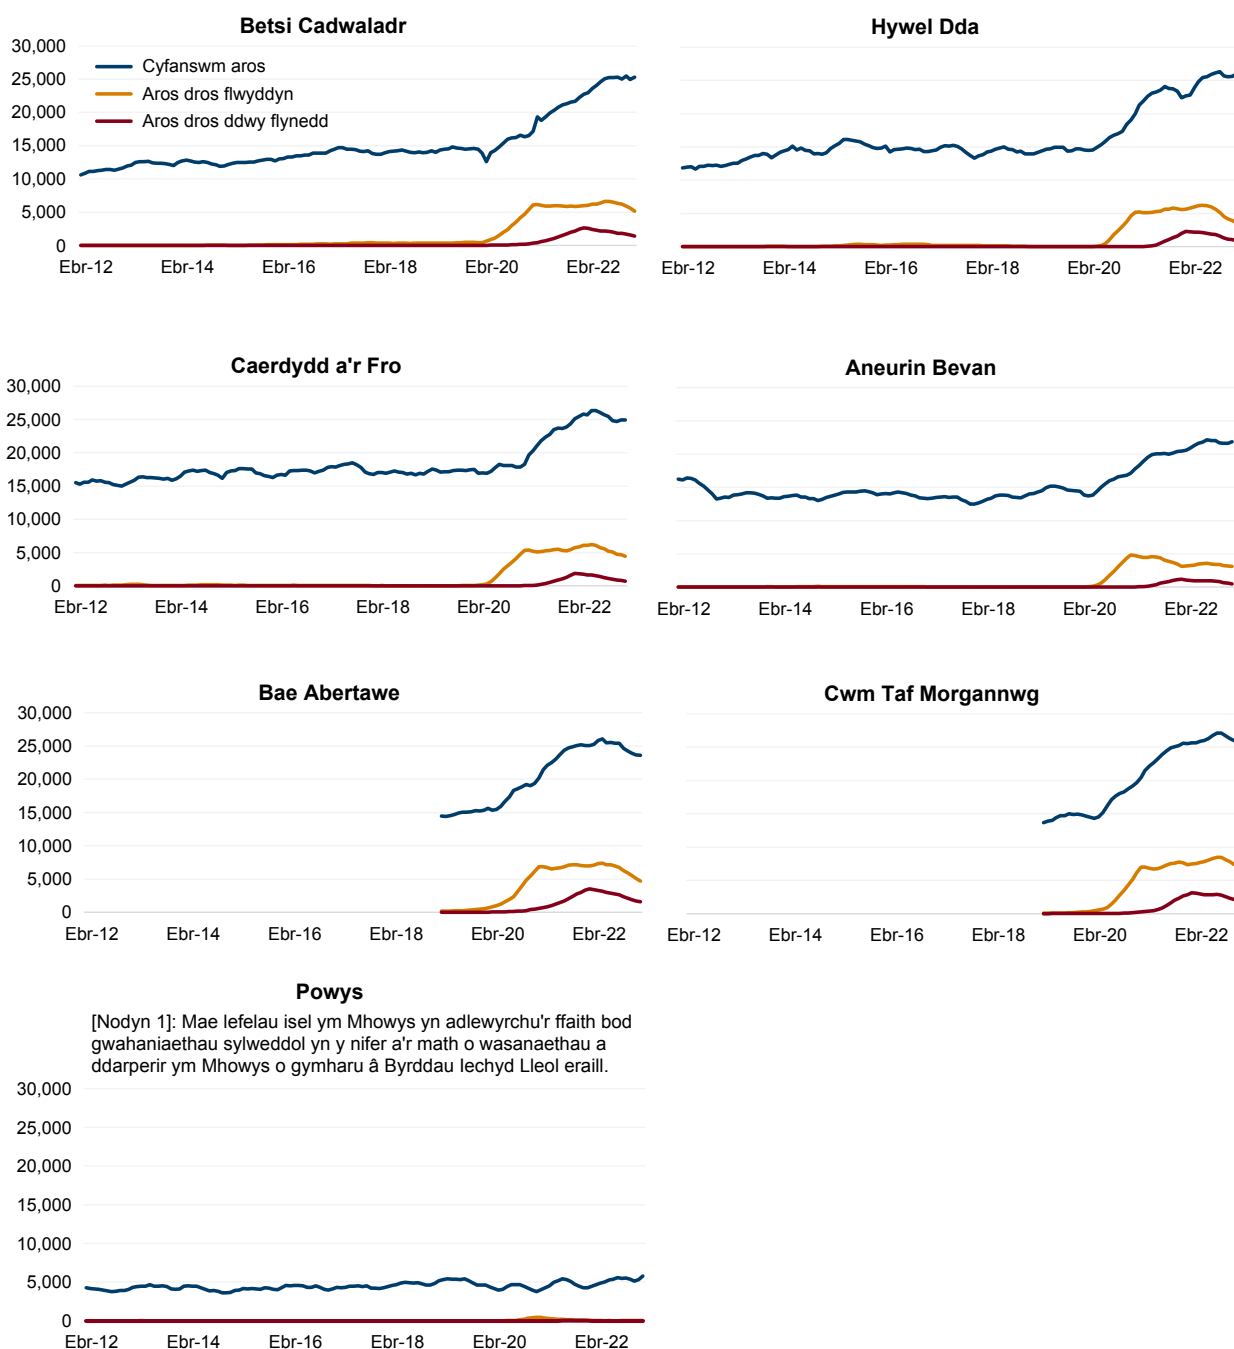 Betsi Cadwaladr
30,000
25,000
20,000
15,000
10,000
5,000
0
Cyfanswm aros
Aros dros flwyddyn
Aros dros ddwy flynedd
Ebr-12 Ebr-14 Ebr-16 Ebr-18 Ebr-20 Ebr-22
Hywel Dda
Ebr-12 Ebr-14 Ebr-16 Ebr-18 Ebr-20 Ebr-22
Caerdydd a'r Fro
30,000
25,000
20,000
15,000
10,000
5,000
0
Ebr-12 Ebr-14 Ebr-16 Ebr-18 Ebr-20 Ebr-22
Aneurin Bevan
Ebr-12 Ebr-14 Ebr-16 Ebr-18 Ebr-20 Ebr-22
Bae Abertawe
30,000
25,000
20,000
15,000
10,000
5,000
0
Ebr-12 Ebr-14 Ebr-16 Ebr-18 Ebr-20 Ebr-22
Cwm Taf Morgannwg
Ebr-12 Ebr-14 Ebr-16 Ebr-18 Ebr-20 Ebr-22
Powys
[Nodyn 1]: Mae lefelau isel ym Mhowys yn adlewyrchu'r ffaith bod
gwahaniaethau sylweddol yn y nifer a'r math o wasanaethau a
ddarperir ym Mhowys o gymharu â Byrddau Iechyd Lleol eraill.
30,000
25,000
20,000
15,000
10,000
5,000
0
Ebr-12 Ebr-14 Ebr-16 Ebr-18 Ebr-20 Ebr-22